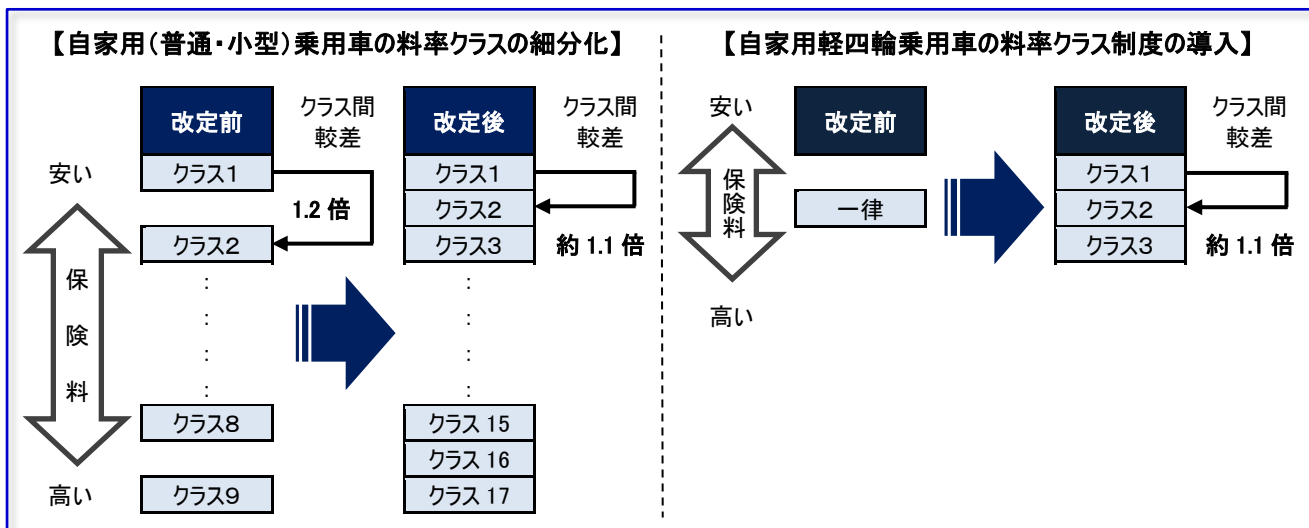 【自家用（普通・小型）乗用車の料率クラスの細分化】
改定前
クラス間
較差
改定後
クラス間
較差
安い
クラス1
1.2 倍
クラス2
:
:
:
:
クラス8
クラス9
高い
保
険
料
クラス1
クラス2
クラス3
約 1.1 倍
:
:
:
:
クラス 15
クラス 16
クラス 17
【自家用軽四輪乗用車の料率クラス制度の導入】
安い
保
険
料
高い
改定前
一律
改定後
クラス間
較差
クラス1
クラス2
クラス3
約 1.1 倍